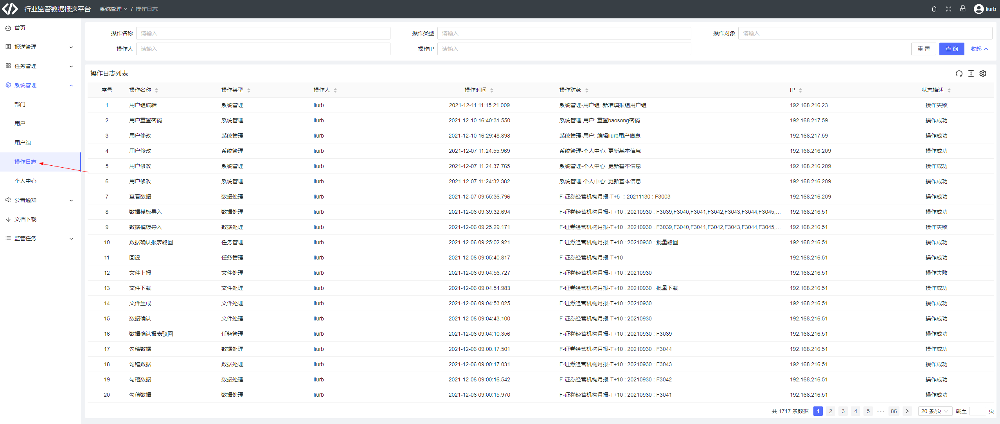 行业监管数据报送平台 系统管理 / 操作日志 liurb
首页
报送管理
任务管理
系统管理
部门
用户
用户组
操作日志
个人中心
公告通知
文档下载
监管任务
操作名称 请输入 操作类型 请输入 操作对象 请输入
操作人 请输入 操作IP 请输入 重 置 查 询 收起
操作日志列表
序号 操作名称 操作类型 操作人 操作时间 操作对象 IP 状态描述
1 用户组编辑 系统管理 liurb 2021-12-11 11:15:21.009 系统管理-用户组: 新增填报组用户组 192.168.216.23 操作失败
2 用户重置密码 系统管理 liurb 2021-12-10 16:40:31.550 系统管理-用户: 重置baosong密码 192.168.217.59 操作成功
3 用户修改 系统管理 liurb 2021-12-10 16:29:48.898 系统管理-用户: 编辑liurb用户信息 192.168.217.59 操作成功
4 用户修改 系统管理 liurb 2021-12-07 11:24:55.969 系统管理-个人中心: 更新基本信息 192.168.216.209 操作成功
5 用户修改 系统管理 liurb 2021-12-07 11:24:37.765 系统管理-个人中心: 更新基本信息 192.168.216.209 操作成功
6 用户修改 系统管理 liurb 2021-12-07 11:24:32.382 系统管理-个人中心: 更新基本信息 192.168.216.209 操作成功
7 查看数据 数据处理 liurb 2021-12-07 09:55:36.796 F-证券经营机构月报-T+5 : 20211130 : F3003 192.168.216.209 操作成功
8 数据模板导入 数据处理 liurb 2021-12-06 09:39:32.694 F-证券经营机构月报-T+10 : 20210930 : F3039,F3040,F3041,F3042,F3043,F3044,F3045,... 192.168.216.51 操作成功
9 数据模板导入 数据处理 liurb 2021-12-06 09:25:29.171 F-证券经营机构月报-T+10 : 20210930 : F3039,F3040,F3041,F3042,F3043,F3044,F3045,... 192.168.216.51 操作失败
10 数据确认报表驳回 任务管理 liurb 2021-12-06 09:25:02.921 F-证券经营机构月报-T+10 : 20210930 : 批量驳回 192.168.216.51 操作成功
11 回退 任务管理 liurb 2021-12-06 09:05:40.817 F-证券经营机构月报-T+10 192.168.216.51 操作成功
12 文件上报 文件处理 liurb 2021-12-06 09:04:56.727 F-证券经营机构月报-T+10 : 20210930 192.168.216.51 操作失败
13 文件下载 文件处理 liurb 2021-12-06 09:04:54.983 F-证券经营机构月报-T+10 : 20210930 : 批量下载 192.168.216.51 操作成功
14 文件生成 文件处理 liurb 2021-12-06 09:04:53.025 F-证券经营机构月报-T+10 : 20210930 192.168.216.51 操作成功
15 数据确认 文件处理 liurb 2021-12-06 09:04:43.100 F-证券经营机构月报-T+10 : 20210930 192.168.216.51 操作成功
16 数据确认报表驳回 任务管理 liurb 2021-12-06 09:04:10.356 F-证券经营机构月报-T+10 : 20210930 : F3039 192.168.216.51 操作成功
17 勾稽数据 数据处理 liurb 2021-12-06 09:00:17.501 F-证券经营机构月报-T+10 : 20210930 : F3044 192.168.216.51 操作成功
18 勾稽数据 数据处理 liurb 2021-12-06 09:00:17.031 F-证券经营机构月报-T+10 : 20210930 : F3043 192.168.216.51 操作成功
19 勾稽数据 数据处理 liurb 2021-12-06 09:00:16.542 F-证券经营机构月报-T+10 : 20210930 : F3042 192.168.216.51 操作成功
20 勾稽数据 数据处理 liurb 2021-12-06 09:00:15.970 F-证券经营机构月报-T+10 : 20210930 : F3041 192.168.216.51 操作成功
共 1717 条数据 1 2 3 4 5 ••• 86 > 20 条/页 跳至 页